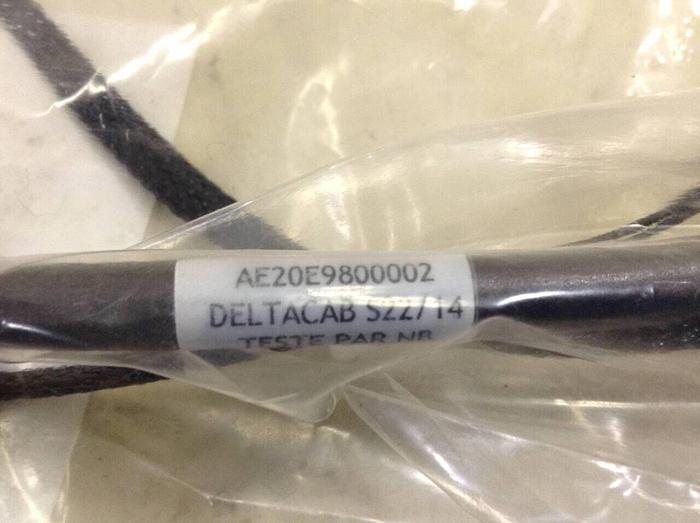 AE20E9800002
DELTACAB S22/14
TESTE PAR NB